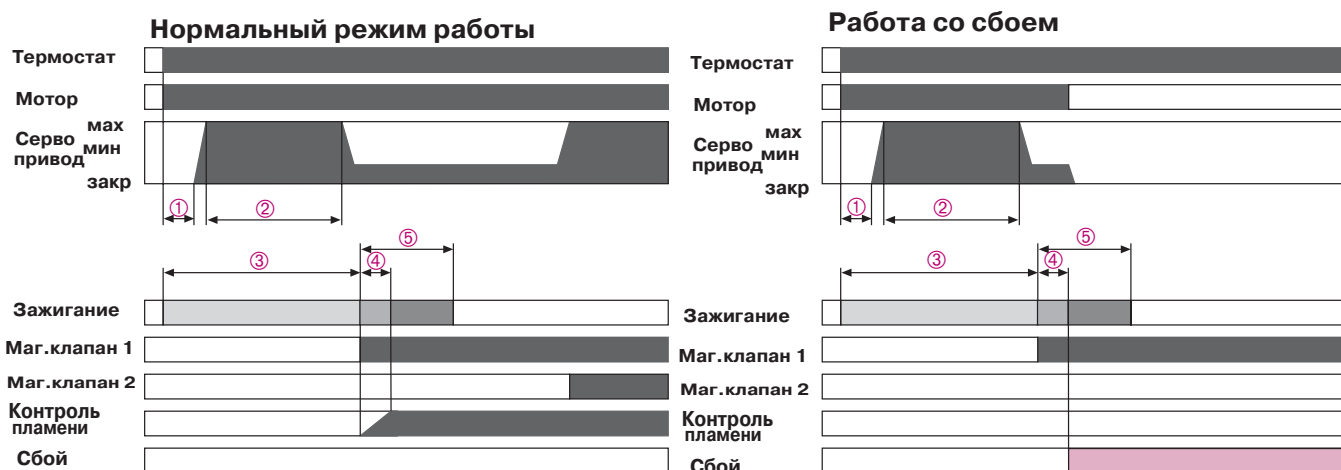 Нормальный режим работы
Термостат
Мотор
Серво
привод
мах
мин
закр
① ②
③ ④ ⑤
Зажигание
Маг.клапан 1
Маг.клапан 2
Контроль
пламени
Сбой
Работа со сбоем
Термостат
Мотор
Серво
привод
мах
мин
закр
① ②
③ ④ ⑤
Зажигание
Маг.клапан 1
Маг.клапан 2
Контроль
пламени
Сбой